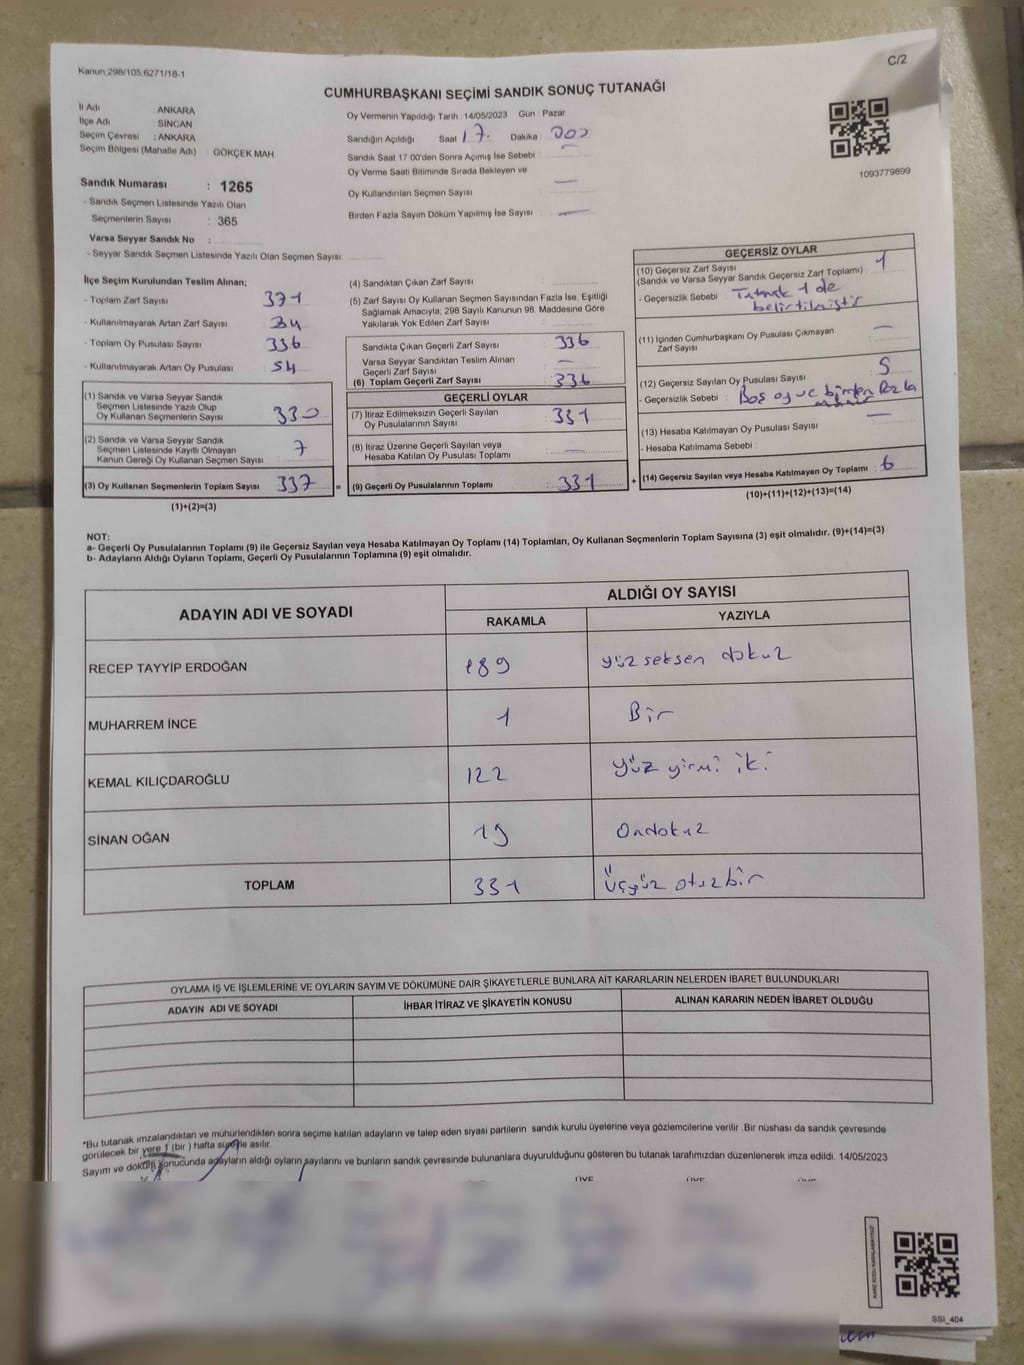 Kanun,298/105,6271/18-1
C/2
CUMHURBAŞKANI SEÇİMİ SANDIK SONUÇ TUTANAĞI
İl Adı ANKARA
İlçe Adı SİNCAN
Seçim Çevresi : ANKARA
Seçim Bölgesi (Mahalle Adı) GÖKÇEK MAH
Sandık Numarası : 1265
- Sandık Seçmen Listesinde Yazılı Olan
Seçmenlerin Sayısı : 365
Varsa Seyyar Sandık No :
- Seyyar Sandık Seçmen Listesinde Yazılı Olan Seçmen Sayısı:
Oy Vermenin Yapıldığı Tarih :14/05/2023 Gün : Pazar
Sandığın Açıldığı Saat 17. Dakika : 00
Sandık Saat 17:00'den Sonra Açımış İse Sebebi :
Oy Verme Saati Bitiminde Sırada Bekleyen ve
Oy Kullandırılan Seçmen Sayısı : —
Birden Fazla Sayım Döküm Yapılmış İse Sayısı : —
1093779899
İlçe Seçim Kurulundan Teslim Alınan;
- Toplam Zarf Sayısı 371
- Kullanılmayarak Artan Zarf Sayısı 34
- Toplam Oy Pusulası Sayısı 336
- Kullanılmayarak Artan Oy Pusulası 54
(1) Sandık ve Varsa Seyyar Sandık
Seçmen Listesinde Yazılı Olup
Oy Kullanan Seçmenlerin Sayısı 330
(2) Sandık ve Varsa Seyyar Sandık
Seçmen Listesinde Kayıtlı Olmayan
Kanun Gereği Oy Kullanan Seçmen Sayısı 7
(3) Oy Kullanan Seçmenlerin Toplam Sayısı 337 =
(1)+(2)=(3)
(4) Sandıktan Çıkan Zarf Sayısı :
(5) Zarf Sayısı Oy Kullanan Seçmen Sayısından Fazla İse, Eşitliği
Sağlamak Amacıyla; 298 Sayılı Kanunun 98. Maddesine Göre
Yakılarak Yok Edilen Zarf Sayısı :
Sandıkta Çıkan Geçerli Zarf Sayısı : 336
Varsa Seyyar Sandıktan Teslim Alınan
Geçerli Zarf Sayısı : —
(6) Toplam Geçerli Zarf Sayısı : 336
GEÇERLİ OYLAR
(7) İtiraz Edilmeksizin Geçerli Sayılan
Oy Pusulalarının Sayısı : 331
(8) İtiraz Üzerine Geçerli Sayılan veya
Hesaba Katılan Oy Pusulası Toplamı : —
(9) Geçerli Oy Pusulalarının Toplamı : 331 +
GEÇERSİZ OYLAR
(10) Geçersiz Zarf Sayısı
(Sandık ve Varsa Seyyar Sandık Geçersiz Zarf Toplamı) : 1
- Geçersizlik Sebebi : Tutanak 1 de
belirtilmiştir
(11) İçinden Cumhurbaşkanı Oy Pusulası Çıkmayan
Zarf Sayısı : —
(12) Geçersiz Sayılan Oy Pusulası Sayısı : 5
- Geçersizlik Sebebi : Boş oy ve birden fazla
(13) Hesaba Katılmayan Oy Pusulası Sayısı : —
- Hesaba Katılmama Sebebi :
(14) Geçersiz Sayılan veya Hesaba Katılmayan Oy Toplamı : 6
(10)+(11)+(12)+(13)=(14)
NOT:
a- Geçerli Oy Pusulalarının Toplamı (9) ile Geçersiz Sayılan veya Hesaba Katılmayan Oy Toplamı (14) Toplamları, Oy Kullanan Seçmenlerin Toplam Sayısına (3) eşit olmalıdır. (9)+(14)=(3)
b- Adayların Aldığı Oyların Toplamı, Geçerli Oy Pusulalarının Toplamına (9) eşit olmalıdır.
ADAYIN ADI VE SOYADI ALDIĞI OY SAYISI
RAKAMLA YAZIYLA
RECEP TAYYİP ERDOĞAN 189 yüz seksen dokuz
MUHARREM İNCE 1 Bir
KEMAL KILIÇDAROĞLU 122 yüz yirmi iki
SİNAN OĞAN 19 Ondokuz
TOPLAM 331 üçyüz otuzbir
OYLAMA İŞ VE İŞLEMLERİNE VE OYLARIN SAYIM VE DÖKÜMÜNE DAİR ŞİKAYETLERLE BUNLARA AİT KARARLARIN NELERDEN İBARET BULUNDUKLARI
ADAYIN ADI VE SOYADI İHBAR İTİRAZ VE ŞİKAYETİN KONUSU ALINAN KARARIN NEDEN İBARET OLDUĞU
*Bu tutanak imzalandıktan ve mühürlendikten sonra seçime katılan adayların ve talep eden siyasi partilerin sandık kurulu üyelerine veya gözlemcilerine verilir .Bir nüshası da sandık çevresinde
görülecek bir yere 1 (bir ) hafta süreyle asılır.
Sayım ve döküm sonucunda adayların aldığı oyların sayılarını ve bunların sandık çevresinde bulunanlara duyurulduğunu gösteren bu tutanak tarafımızdan düzenlenerek imza edildi. 14/05/2023
ÜYE ÜYE ÜYE
SSI_404